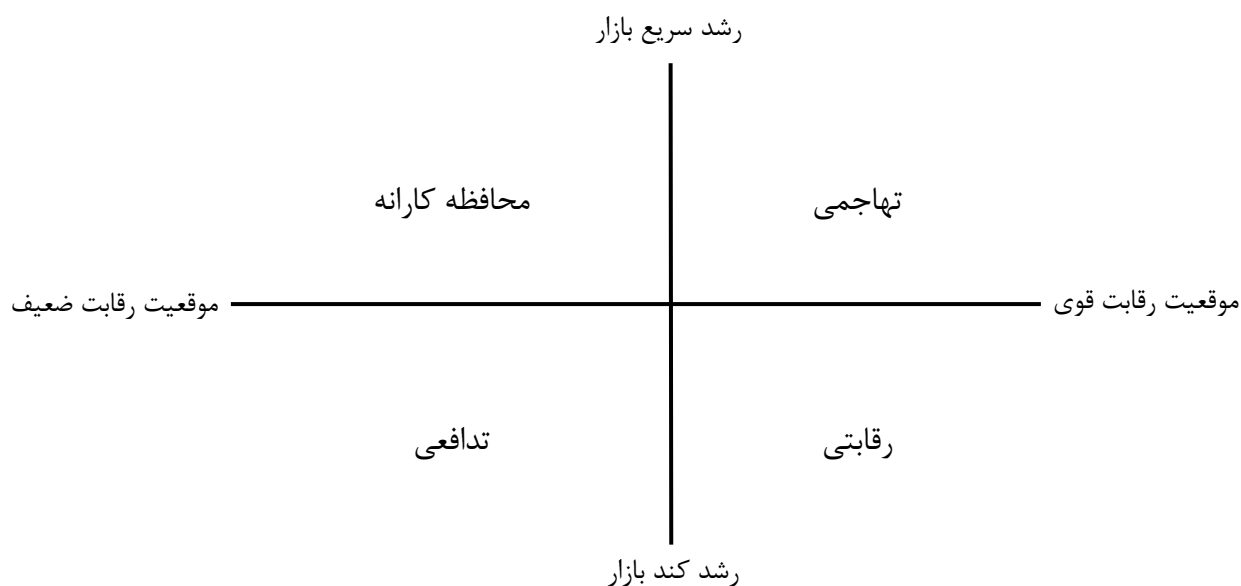 رشد سریع بازار
تهاجمی
محافظه کارانه
موقعیت رقابت قوی
موقعیت رقابت ضعیف
رقابتی
تدافعی
رشد کند بازار